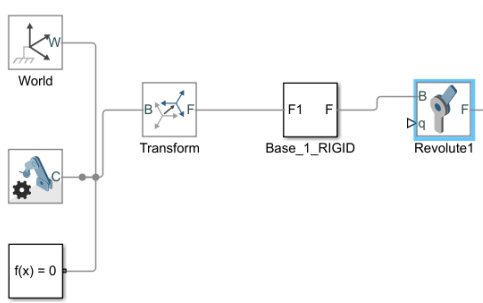 W
World
C
f(x) = 0
B F
Transform
F1 F
Base_1_RIGID
B F
q
Revolute1